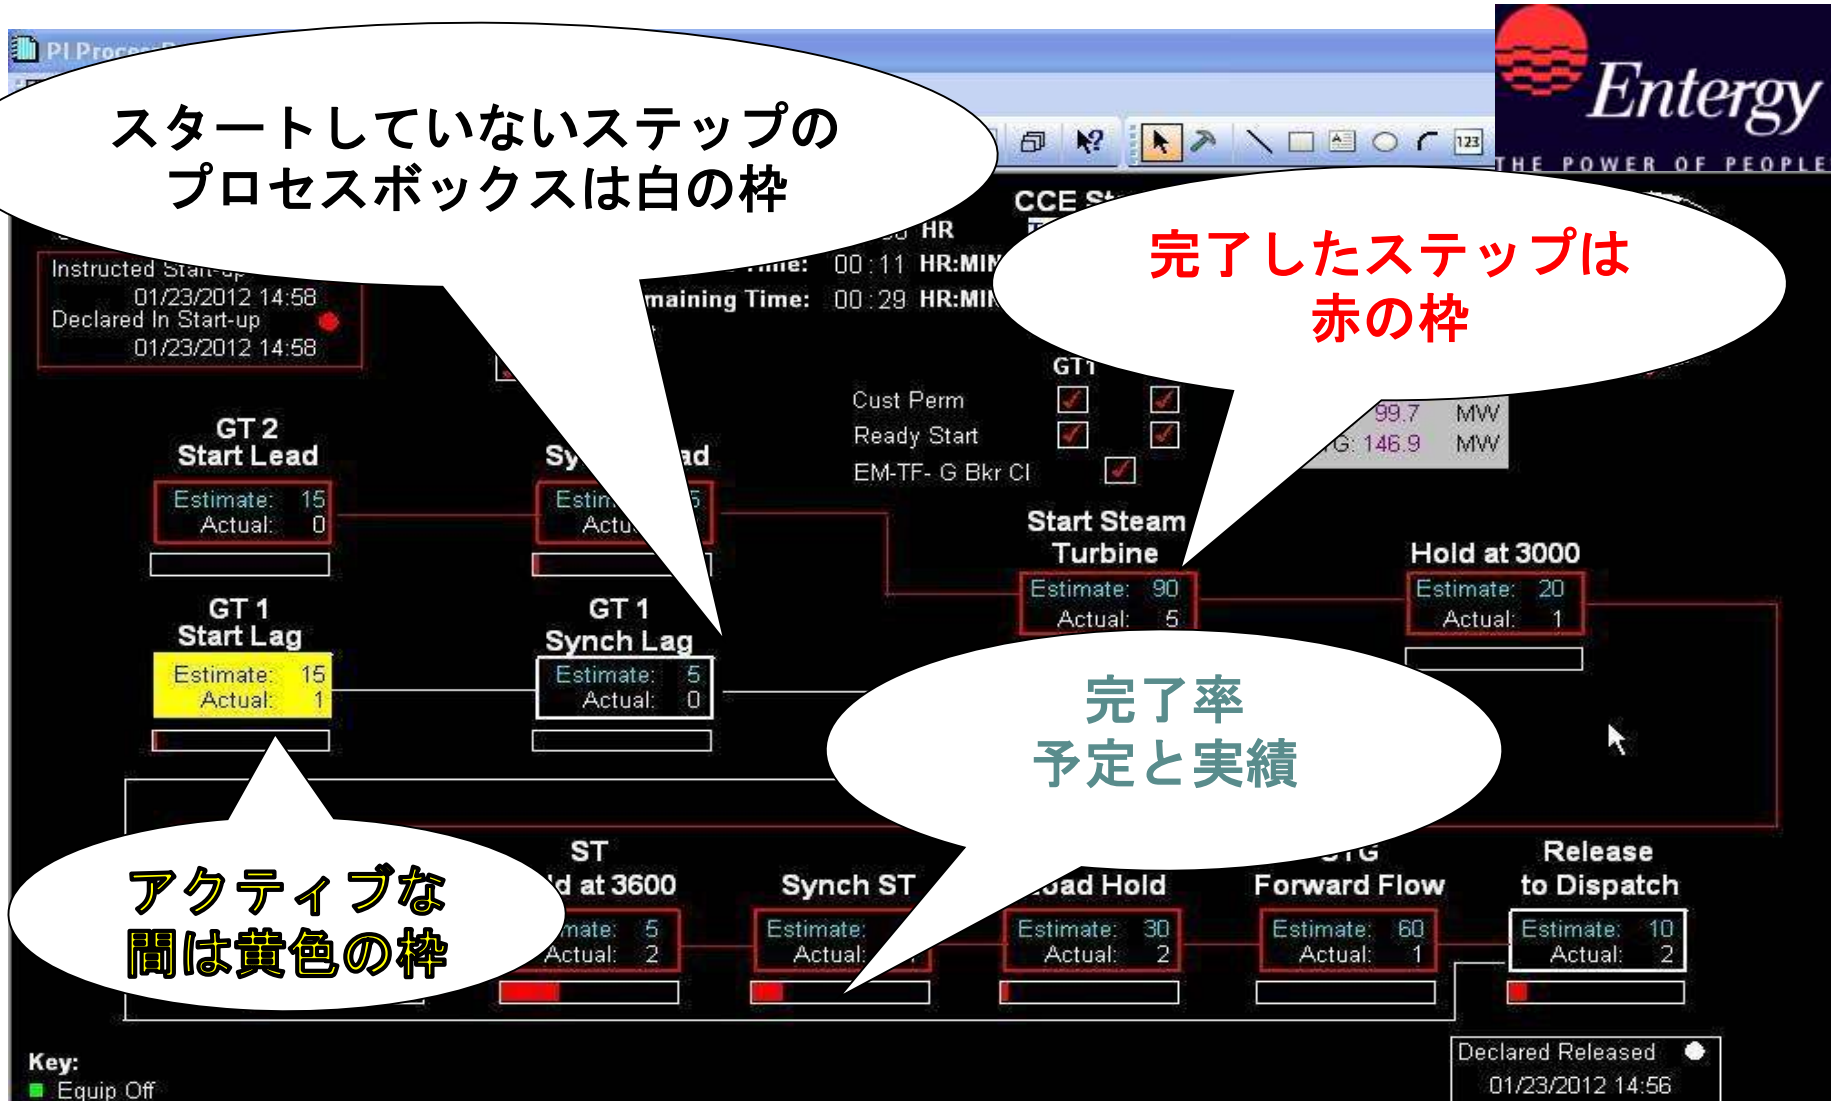 Entergy
THE POWER OF PEOPLE
スタートしていないステップの
プロセスボックスは白の枠
完了したステップは
赤の枠
HR
Instructed Start-up
01/23/2012 14:58
Declared In Start-up
01/23/2012 14:58
Time: 00:11 HR:MIN
Remaining Time: 00:29 HR:MIN
GT1
Cust Perm
Ready Start
EM-TF- G Bkr Cl
99.7 MW
146.9 MW
GT 2
Start Lead
Estimate: 15
Actual: 0
Start Steam
Turbine
Estimate: 90
Actual: 5
Hold at 3000
Estimate: 20
Actual: 1
GT 1
Start Lag
Estimate: 15
Actual: 1
GT 1
Synch Lag
Estimate: 5
Actual: 0
完了率
予定と実績
アクティブな
間は黄色の枠
ST
Hold at 3600
Estimate: 5
Actual: 2
Synch ST
Estimate:
Actual:
Load Hold
Estimate: 30
Actual: 2
Forward Flow
Estimate: 60
Actual: 1
Release
to Dispatch
Estimate: 10
Actual: 2
Declared Released
01/23/2012 14:56
Key:
Equip Off